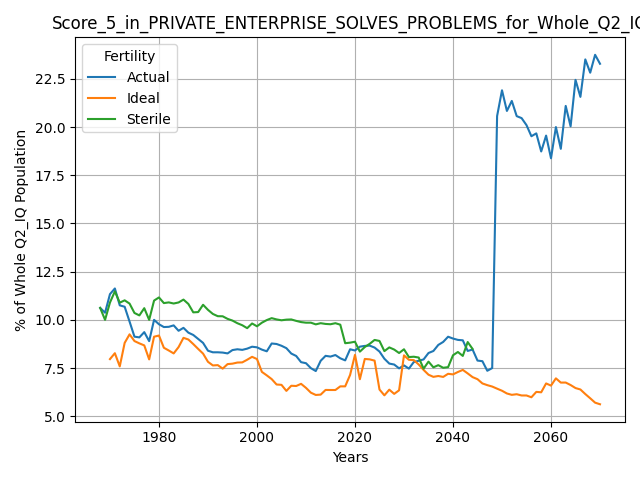 Score_5_in_PRIVATE_ENTERPRISE_SOLVES_PROBLEMS_for_Whole_Q2_IQ
Fertility
Actual
Ideal
Sterile
% of Whole Q2_IQ Population
22.5
20.0
17.5
15.0
12.5
10.0
7.5
5.0
1980
2000
2020
2040
2060
Years